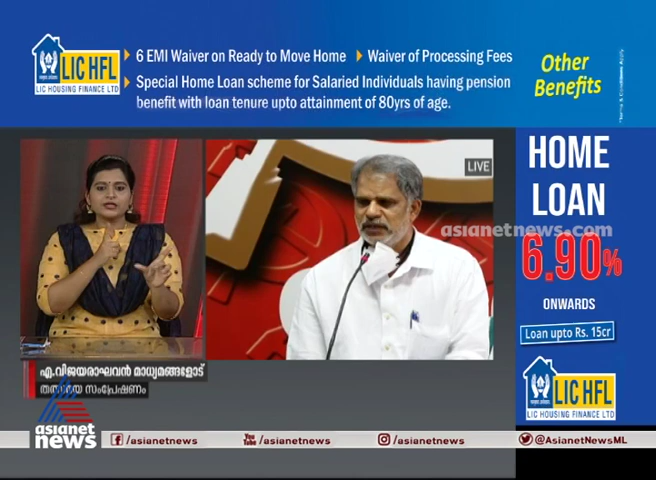 LIC HFL
LIC HOUSING FINANCE LTD
6 EMI Waiver on Ready to Move Home
Waiver of Processing Fees
Special Home Loan scheme for Salaried Individuals having pension
benefit with loan tenure upto attainment of 80yrs of age.
Other
Benefits
HOME
LOAN
6.90%
ONWARDS
Loan upto Rs. 15cr
LIC HFL
LIC HOUSING FINANCE LTD
LIVE
asianetnews.com
എ.വിജയരാഘവൻ മാധ്യമങ്ങളോട്
തത്സമയ സംപ്രേഷണം
asianet
news
/asianetnews
You Tube /asianetnews
/asianetnews
@AsianetNewsML